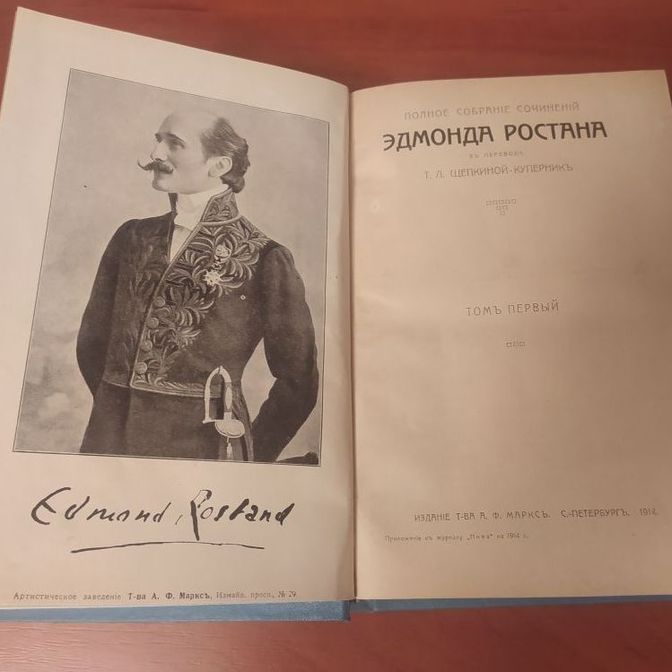 Edmond Rostand
Артистическое заведеніе Т-ва А. Ф. Марксъ, Измайл. просп., № 29.
ПОЛНОЕ СОБРАНІЕ СОЧИНЕНІЙ
ЭДМОНДА РОСТАНА
ВЪ ПЕРЕВОДѢ
Т. Л. ЩЕПКИНОЙ-КУПЕРНИКЪ
ТОМЪ ПЕРВЫЙ
ИЗДАНІЕ Т-ВА А. Ф. МАРКСЪ. С.-ПЕТЕРБУРГЪ, 1914.
Приложеніе къ журналу „Нива" на 1914 г.